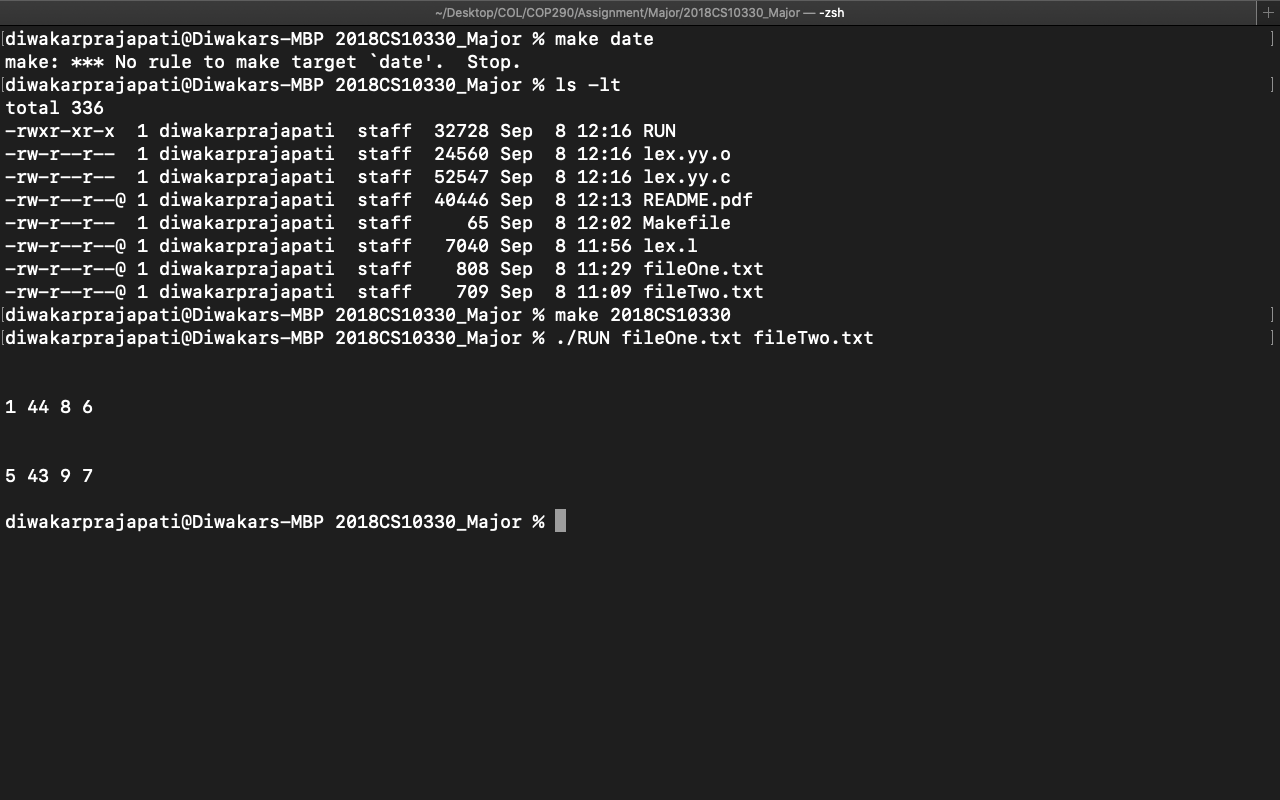 ~/Desktop/COL/COP290/Assignment/Major/2018CS10330_Major — -zsh +
[diwakarprajapati@Diwakars-MBP 2018CS10330_Major % make date ]
make: *** No rule to make target `date'.  Stop.
[diwakarprajapati@Diwakars-MBP 2018CS10330_Major % ls -lt ]
total 336
-rwxr-xr-x  1 diwakarprajapati  staff  32728 Sep  8 12:16 RUN
-rw-r--r--  1 diwakarprajapati  staff  24560 Sep  8 12:16 lex.yy.o
-rw-r--r--  1 diwakarprajapati  staff  52547 Sep  8 12:16 lex.yy.c
-rw-r--r--@ 1 diwakarprajapati  staff  40446 Sep  8 12:13 README.pdf
-rw-r--r--  1 diwakarprajapati  staff     65 Sep  8 12:02 Makefile
-rw-r--r--@ 1 diwakarprajapati  staff   7040 Sep  8 11:56 lex.l
-rw-r--r--@ 1 diwakarprajapati  staff    808 Sep  8 11:29 fileOne.txt
-rw-r--r--@ 1 diwakarprajapati  staff    709 Sep  8 11:09 fileTwo.txt
[diwakarprajapati@Diwakars-MBP 2018CS10330_Major % make 2018CS10330 ]
[diwakarprajapati@Diwakars-MBP 2018CS10330_Major % ./RUN fileOne.txt fileTwo.txt ]
1 44 8 6
5 43 9 7
diwakarprajapati@Diwakars-MBP 2018CS10330_Major %